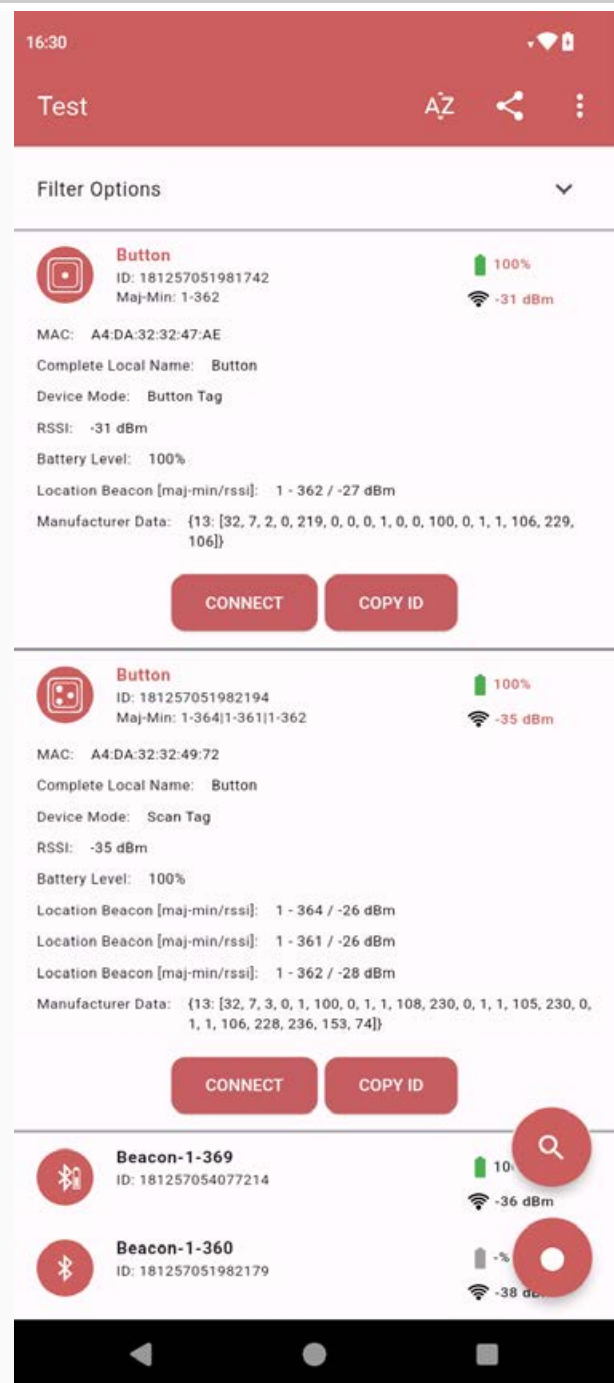 16:30
Test
AZ
Filter Options
Button
ID: 181257051981742
Maj-Min: 1-362
100%
-31 dBm
MAC: A4:DA:32:32:47:AE
Complete Local Name: Button
Device Mode: Button Tag
RSSI: -31 dBm
Battery Level: 100%
Location Beacon [maj-min/rssi]: 1 - 362 / -27 dBm
Manufacturer Data: {13: [32, 7, 2, 0, 219, 0, 0, 0, 1, 0, 0, 100, 0, 1, 1, 106, 229,
106]}
CONNECT COPY ID
Button
ID: 181257051982194
Maj-Min: 1-364|1-361|1-362
100%
-35 dBm
MAC: A4:DA:32:32:49:72
Complete Local Name: Button
Device Mode: Scan Tag
RSSI: -35 dBm
Battery Level: 100%
Location Beacon [maj-min/rssi]: 1 - 364 / -26 dBm
Location Beacon [maj-min/rssi]: 1 - 361 / -26 dBm
Location Beacon [maj-min/rssi]: 1 - 362 / -28 dBm
Manufacturer Data: {13: [32, 7, 3, 0, 1, 100, 0, 1, 1, 108, 230, 0, 1, 1, 105, 230, 0,
1, 1, 106, 228, 236, 153, 74]}
CONNECT COPY ID
Beacon-1-369
ID: 181257054077214
-36 dBm
Beacon-1-360
ID: 181257051982179
-%
-38